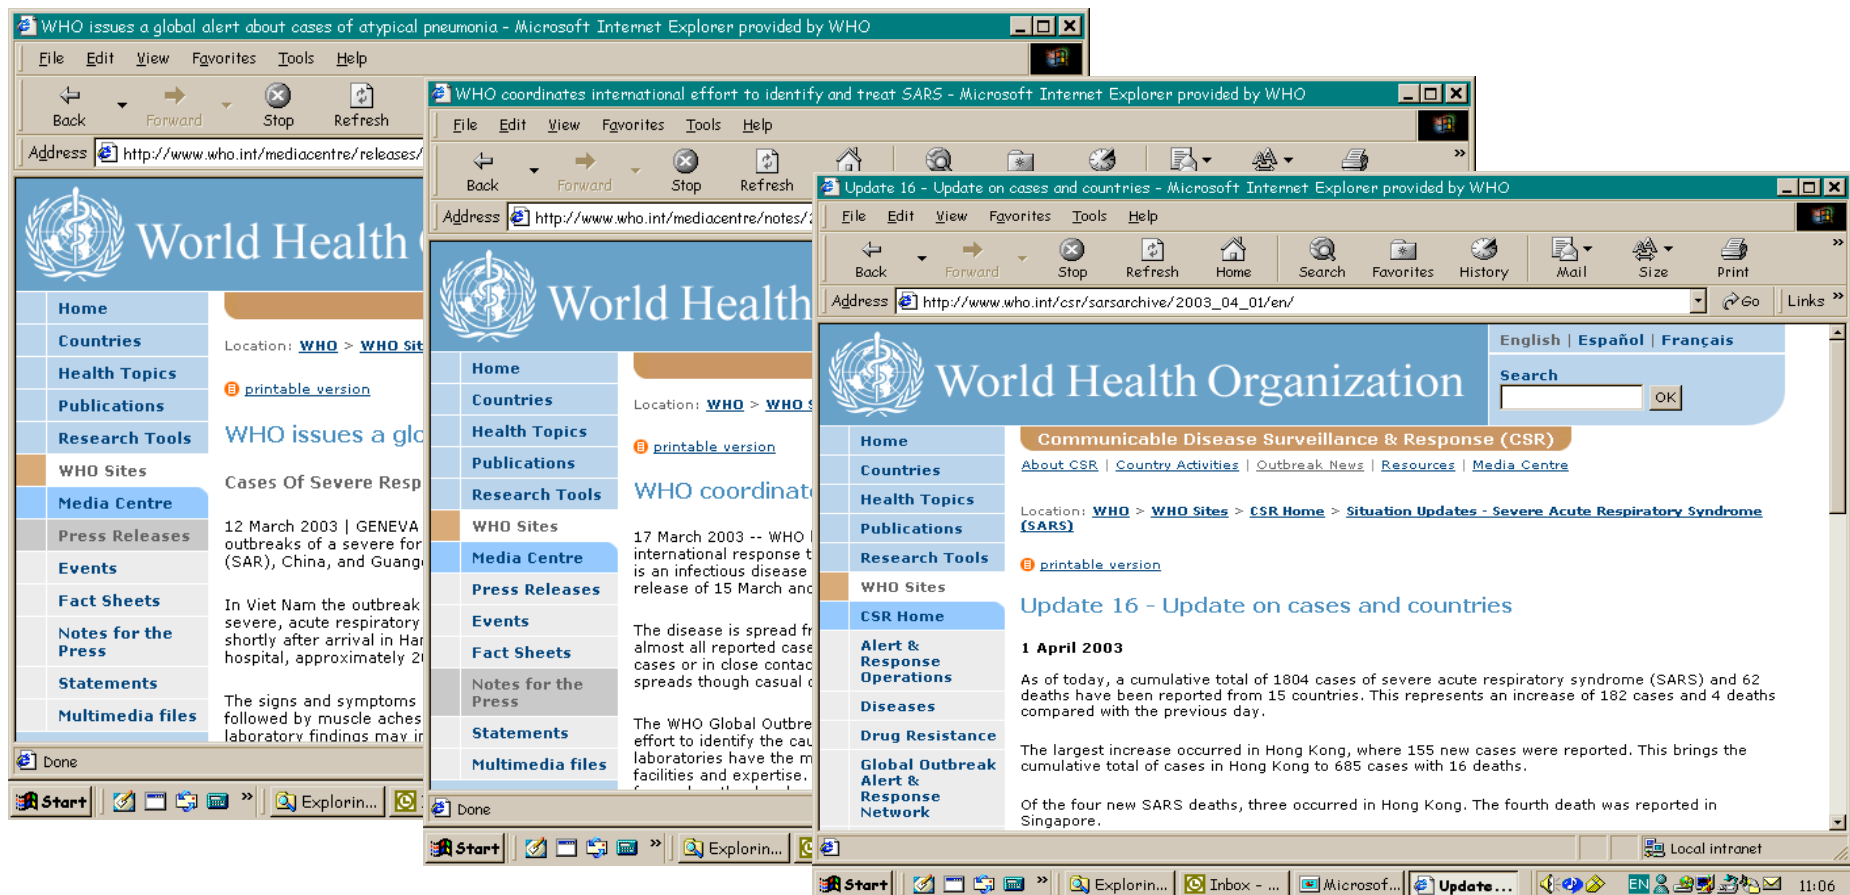 WHO issues a global alert about cases of atypical pneumonia - Microsoft Internet Explorer provided by WHO
File Edit View Favorites Tools Help
Back Forward Stop Refresh
Address http://www.who.int/mediacentre/releases/
World Health
Home
Countries
Health Topics
Publications
Research Tools
WHO Sites
Media Centre
Press Releases
Events
Fact Sheets
Notes for the
Press
Statements
Multimedia files
Location: WHO > WHO Sit
printable version
WHO issues a glo
Cases Of Severe Resp
12 March 2003 | GENEVA
outbreaks of a severe for
(SAR), China, and Guang
In Viet Nam the outbreak
severe, acute respiratory
shortly after arrival in Han
hospital, approximately 2
The signs and symptoms
followed by muscle aches
laboratory findings may in
Done
Start » Explorin...
WHO coordinates international effort to identify and treat SARS - Microsoft Internet Explorer provided by WHO
File Edit View Favorites Tools Help
Back Forward Stop Refresh »
Address http://www.who.int/mediacentre/notes/2
World Health
Home
Countries
Health Topics
Publications
Research Tools
WHO Sites
Media Centre
Press Releases
Events
Fact Sheets
Notes for the
Press
Statements
Multimedia files
Location: WHO > WHO S
printable version
WHO coordinat
17 March 2003 -- WHO
international response t
is an infectious disease
release of 15 March and
The disease is spread fr
almost all reported case
cases or in close contac
spreads though casual c
The WHO Global Outbre
effort to identify the cau
laboratories have the m
facilities and expertise.
Done
Start » Explorin...
Update 16 - Update on cases and countries - Microsoft Internet Explorer provided by WHO
File Edit View Favorites Tools Help
Back Forward Stop Refresh Home Search Favorites History Mail Size Print »
Address http://www.who.int/csr/sarsarchive/2003_04_01/en/ Go Links »
World Health Organization
English | Español | Français
Search
OK
Home
Countries
Health Topics
Publications
Research Tools
WHO Sites
CSR Home
Alert &
Response
Operations
Diseases
Drug Resistance
Global Outbreak
Alert &
Response
Network
Communicable Disease Surveillance & Response (CSR)
About CSR | Country Activities | Outbreak News | Resources | Media Centre
Location: WHO > WHO Sites > CSR Home > Situation Updates - Severe Acute Respiratory Syndrome
(SARS)
printable version
Update 16 - Update on cases and countries
1 April 2003
As of today, a cumulative total of 1804 cases of severe acute respiratory syndrome (SARS) and 62
deaths have been reported from 15 countries. This represents an increase of 182 cases and 4 deaths
compared with the previous day.
The largest increase occurred in Hong Kong, where 155 new cases were reported. This brings the
cumulative total of cases in Hong Kong to 685 cases with 16 deaths.
Of the four new SARS deaths, three occurred in Hong Kong. The fourth death was reported in
Singapore.
Local intranet
Start » Explorin... Inbox - ... Microsof... Update... EN 11:06